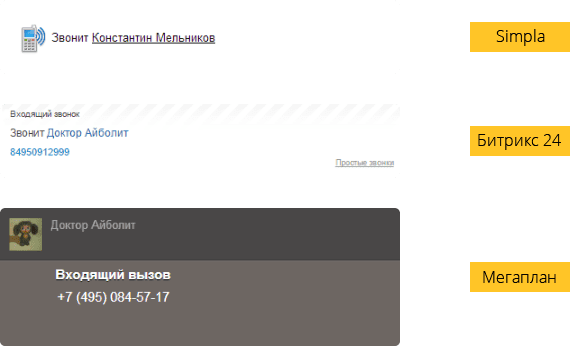 Звонит Константин Мельников
Simpla
Входящий звонок
Звонит Доктор Айболит
84950912999
Простые звонки
Битрикс 24
Доктор Айболит
Входящий вызов
+7 (495) 084-57-17
Мегаплан